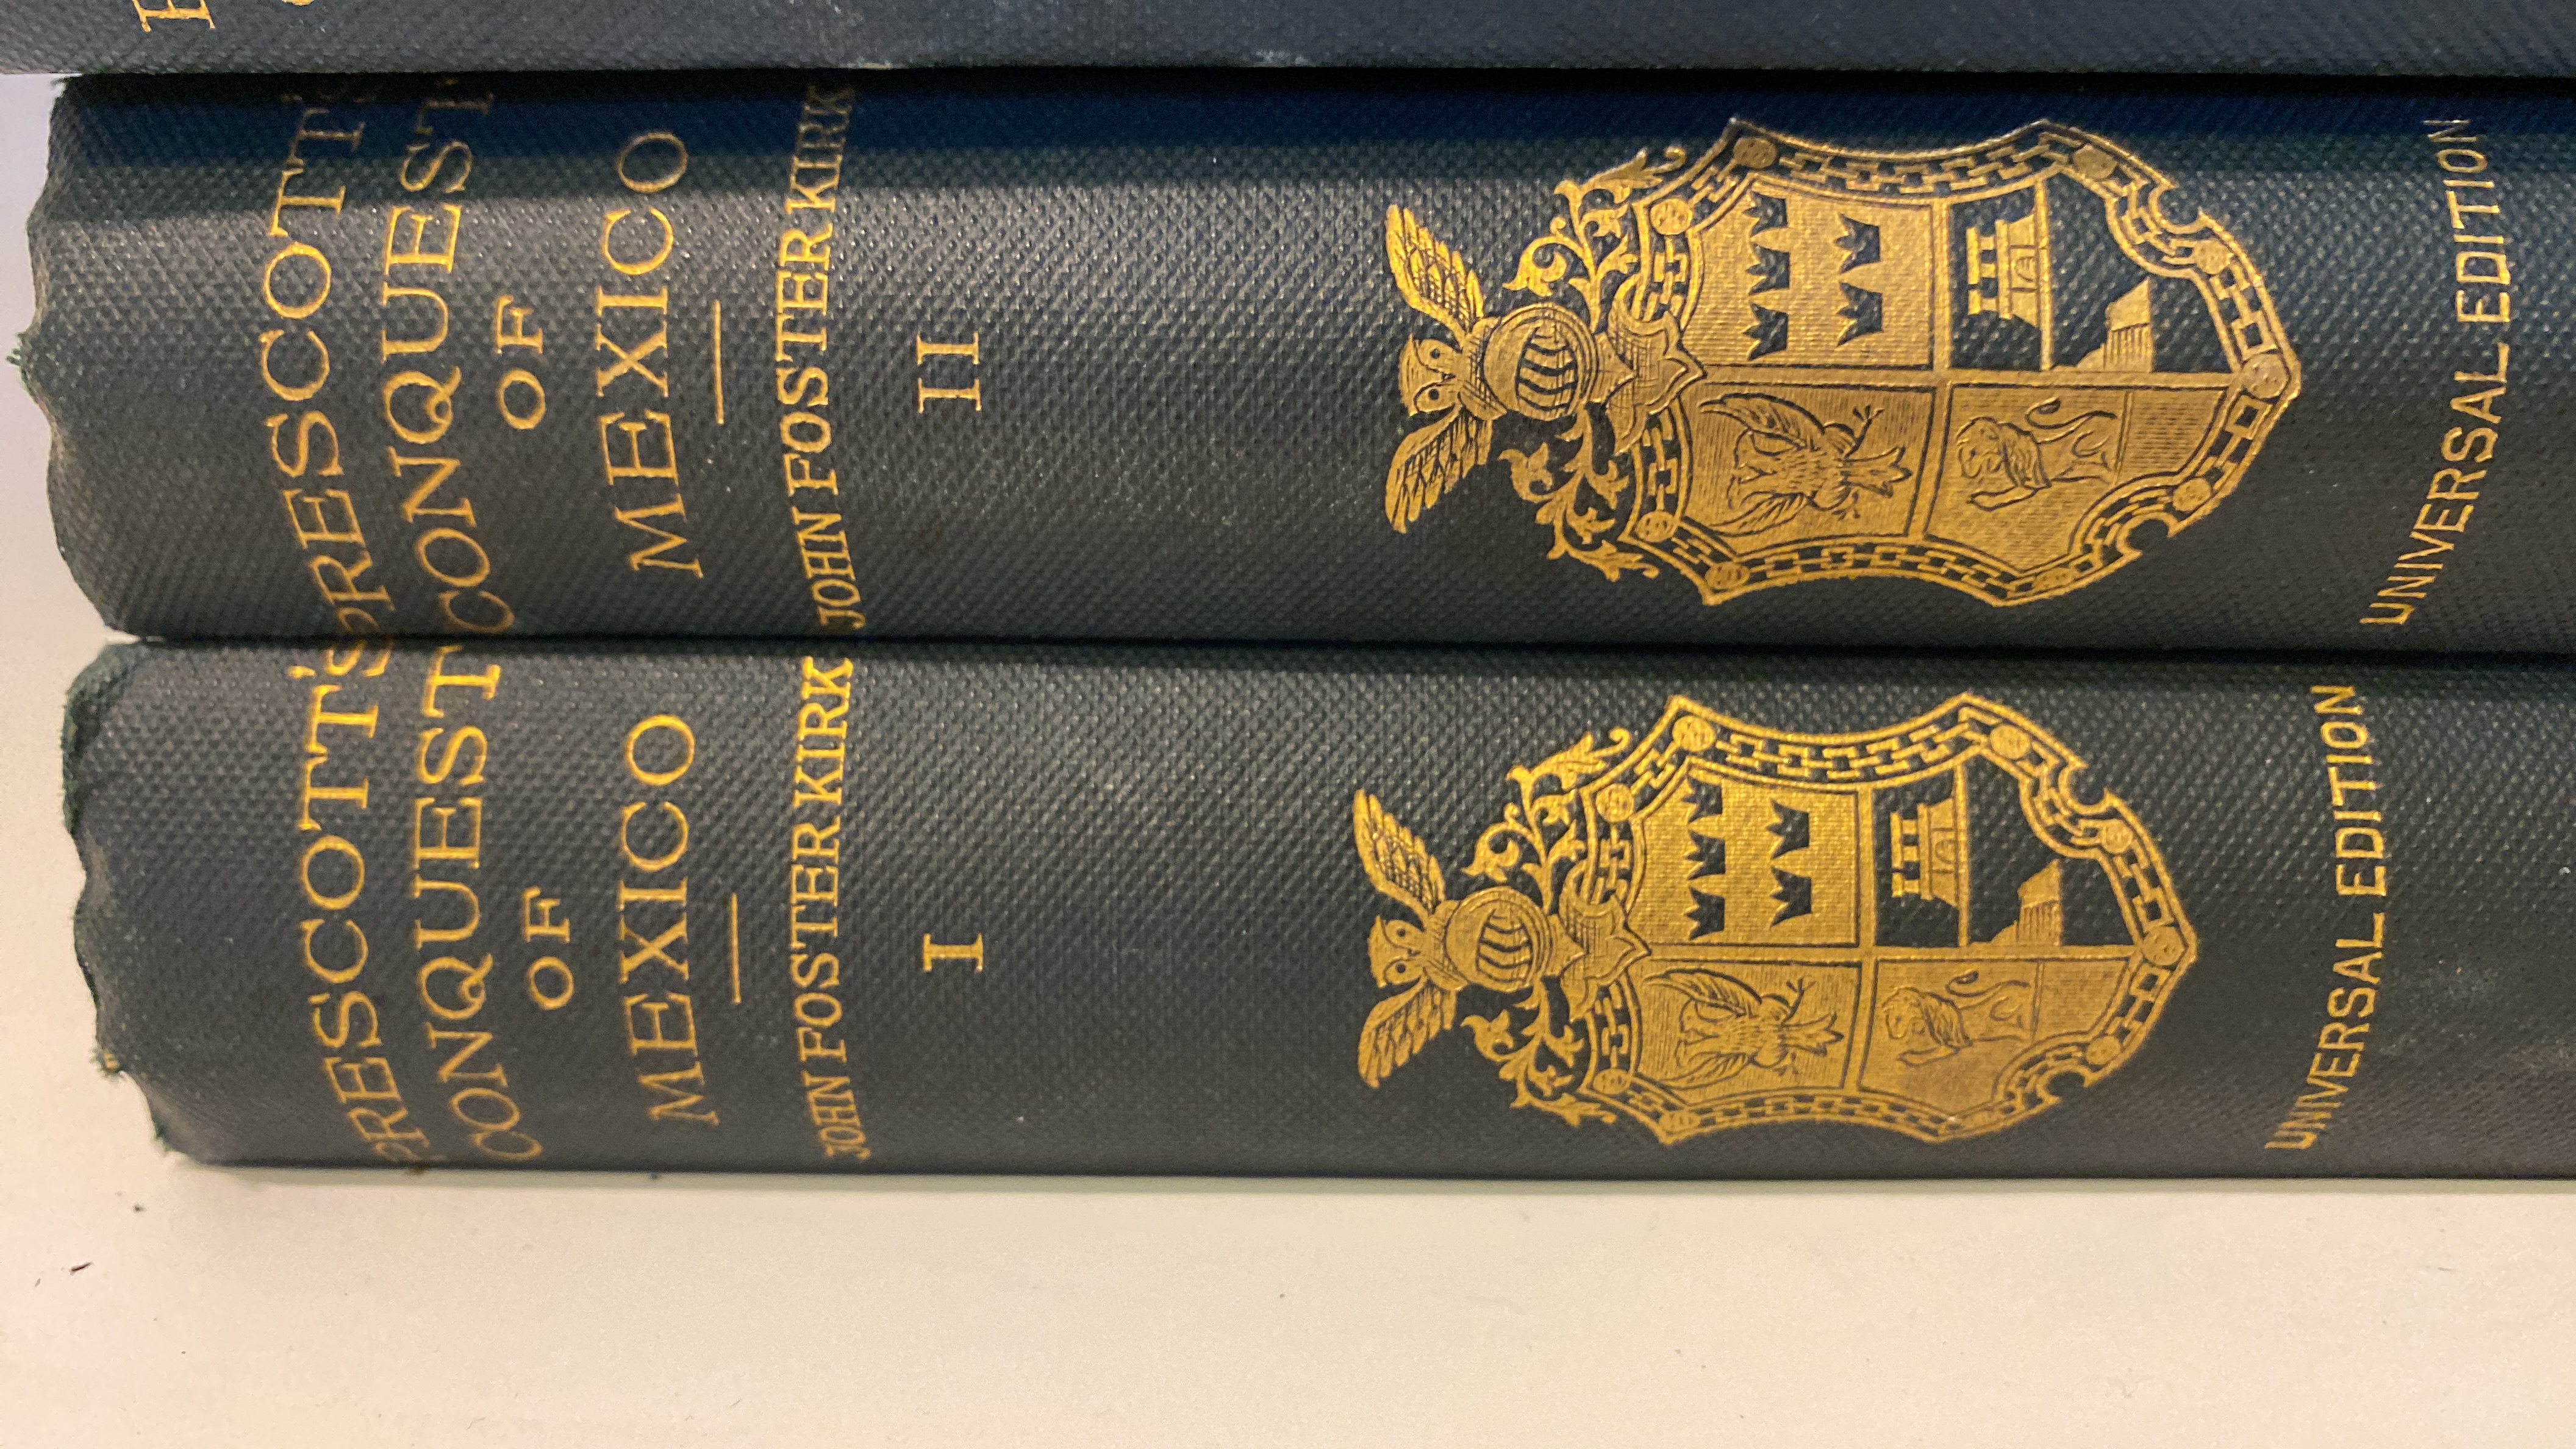 PRESCOTT'S
CONQUEST
OF
MEXICO
JOHN FOSTER KIRK
II
UNIVERSAL EDITION
PRESCOTT'S
CONQUEST
OF
MEXICO
JOHN FOSTER KIRK
I
UNIVERSAL EDITION